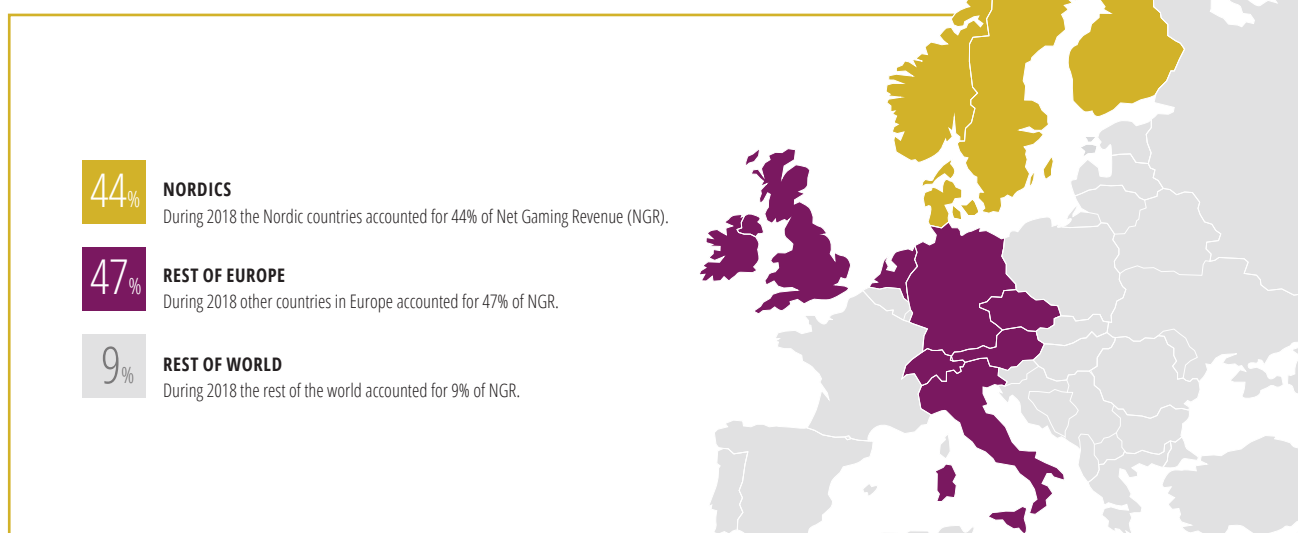 44%
NORDICS
During 2018 the Nordic countries accounted for 44% of Net Gaming Revenue (NGR).
47%
REST OF EUROPE
During 2018 other countries in Europe accounted for 47% of NGR.
9%
REST OF WORLD
During 2018 the rest of the world accounted for 9% of NGR.